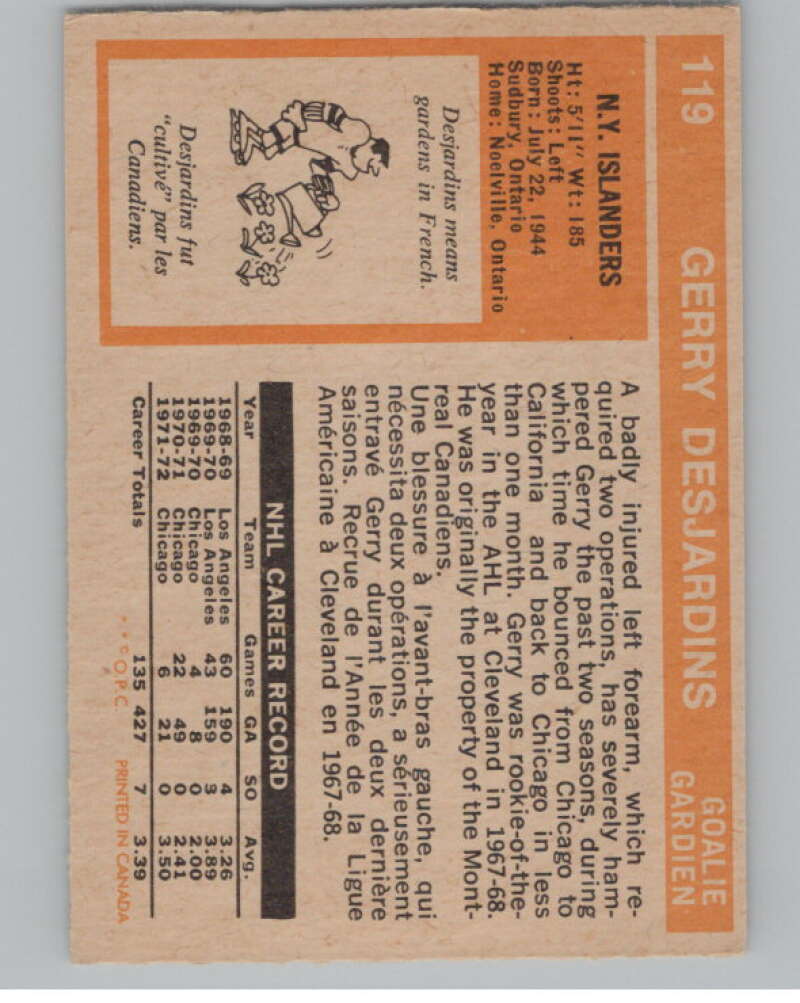 119 GERRY DESJARDINS GOALIE
GARDIEN
N.Y. ISLANDERS
Ht: 5'11" Wt: 185
Shoots: Left
Born: July 22, 1944
Sudbury, Ontario
Home: Noelville, Ontario
Desjardins means
gardens in French.
Desjardins fut
"cultivé" par les
Canadiens.
A badly injured left forearm, which re-
quired two operations, has severely ham-
pered Gerry the past two seasons, during
which time he bounced from Chicago to
California and back to Chicago in less
than one month. Gerry was rookie-of-the-
year in the AHL at Cleveland in 1967-68.
He was originally the property of the Mont-
real Canadiens.
Une blessure à l'avant-bras gauche, qui
nécessita deux opérations, a sérieusement
entravé Gerry durant les deux dernière
saisons. Recrue de l'Année de la Ligue
Américaine à Cleveland en 1967-68.
NHL CAREER RECORD
Year Team Games GA SO Avg.
1968-69 Los Angeles 60 190 4 3.26
1969-70 Los Angeles 43 159 3 3.89
1969-70 Chicago 4 8 0 2.00
1970-71 Chicago 22 49 0 2.41
1971-72 Chicago 6 21 0 3.50
Career Totals 135 427 7 3.39
* * © O.P.C. PRINTED IN CANADA